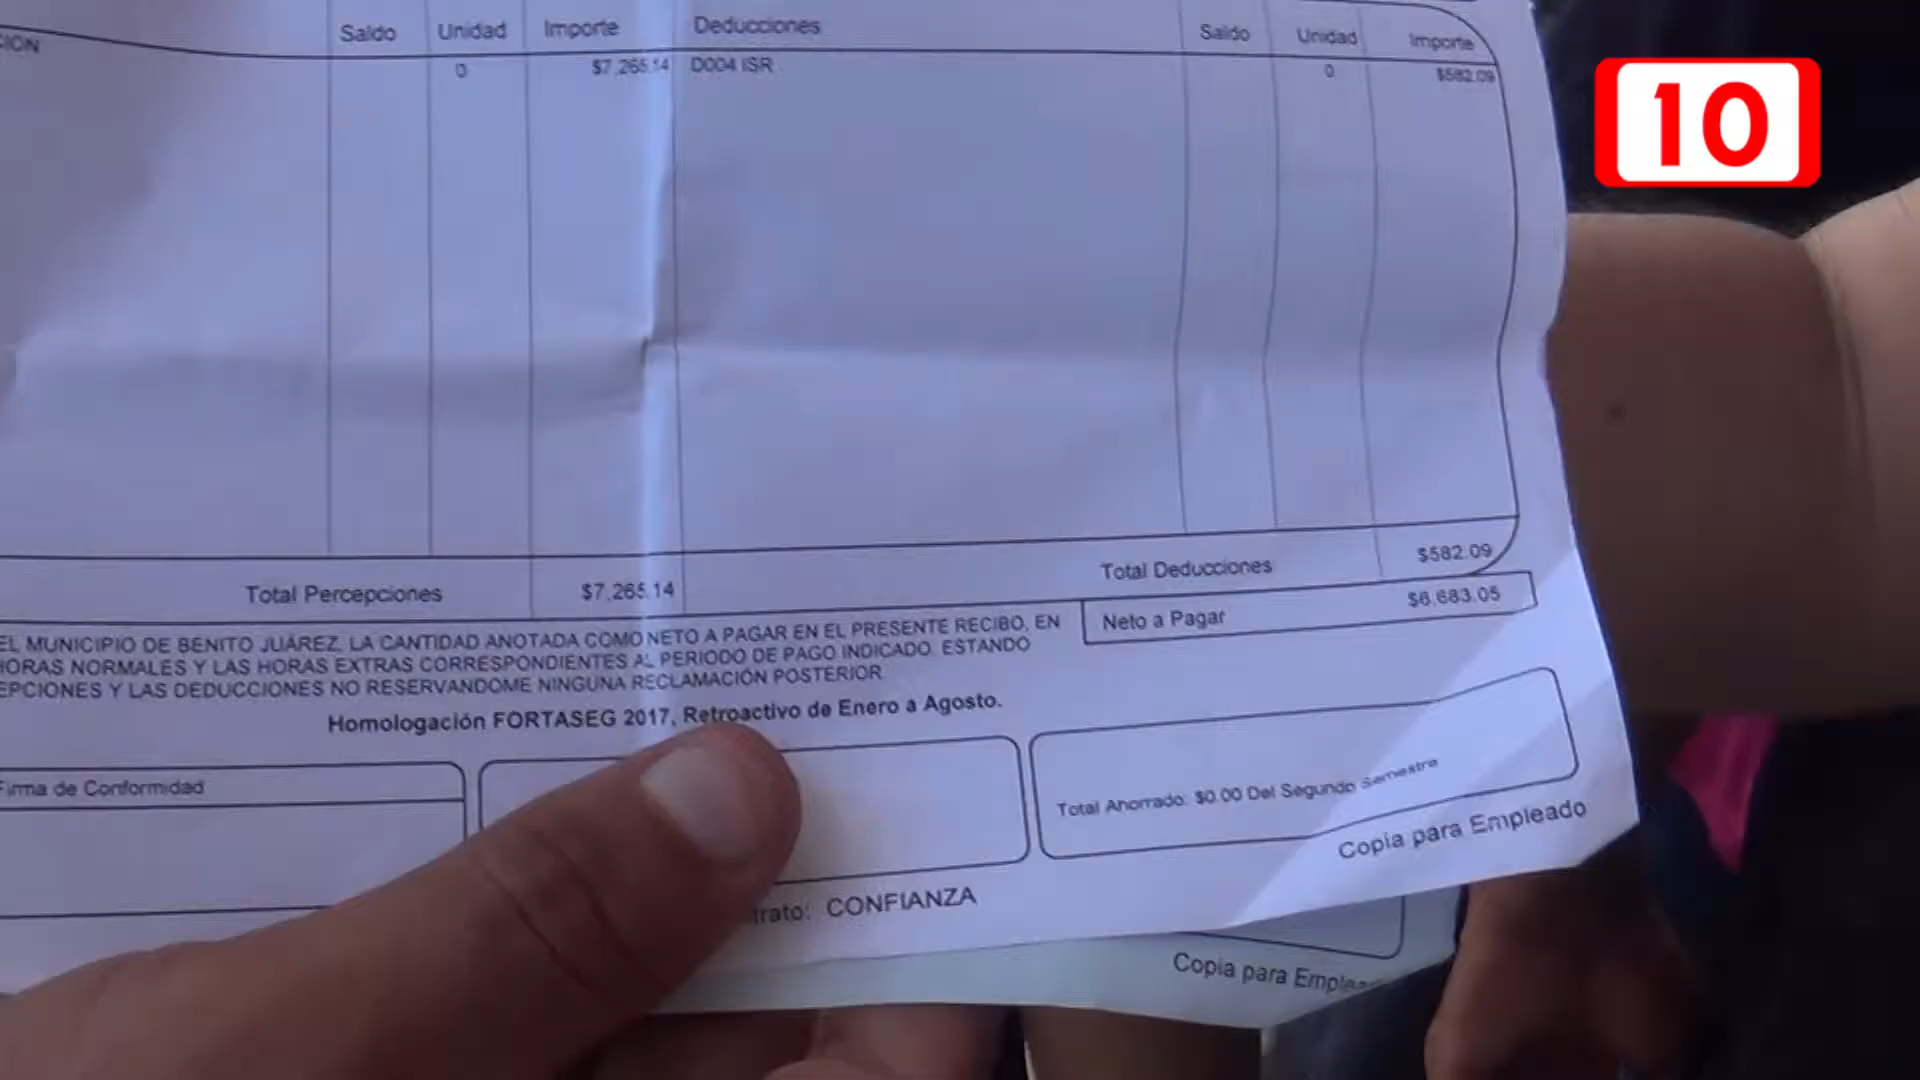 CION Saldo Unidad Importe Deducciones Saldo Unidad Importe
0 $7,265.14 D004 ISR 0 $582.09
10
Total Percepciones $7,265.14 Total Deducciones $582.09
Neto a Pagar $6,683.05
EL MUNICIPIO DE BENITO JUÁREZ, LA CANTIDAD ANOTADA COMO NETO A PAGAR EN EL PRESENTE RECIBO, EN
HORAS NORMALES Y LAS HORAS EXTRAS CORRESPONDIENTES AL PERIODO DE PAGO INDICADO. ESTANDO
EPCIONES Y LAS DEDUCCIONES NO RESERVANDOME NINGUNA RECLAMACIÓN POSTERIOR
Homologación FORTASEG 2017, Retroactivo de Enero a Agosto.
Firma de Conformidad
Total Ahorrado: $0.00 Del Segundo Semestre
Copia para Empleado
trato: CONFIANZA
Copia para Emplea